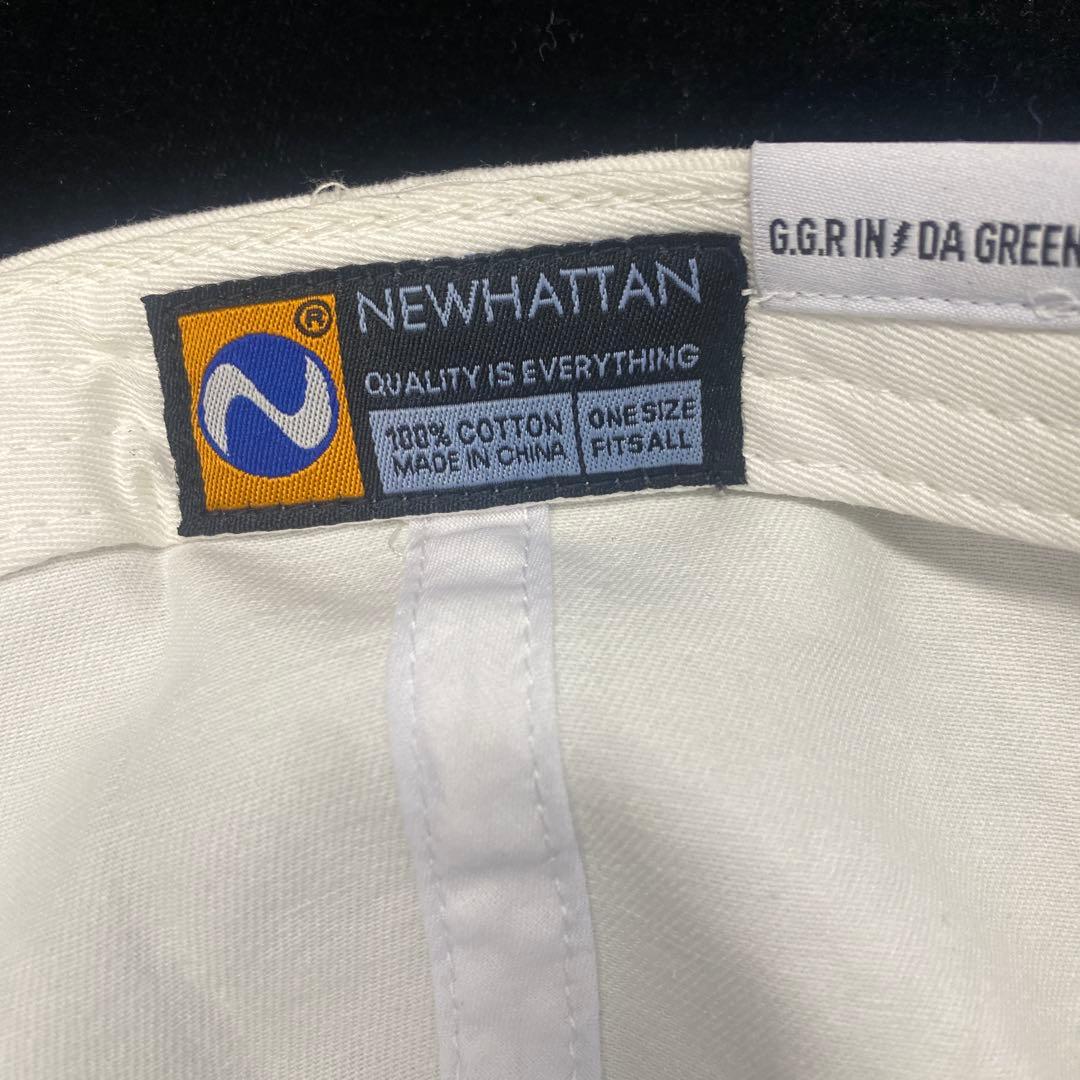 NEWHATTAN
®
QUALITY IS EVERYTHING
100% COTTON
MADE IN CHINA
ONE SIZE
FITS ALL
G.G.R IN⚡DA GREEN